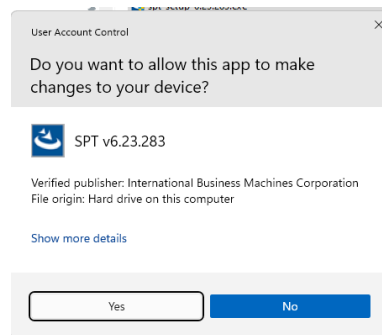 User Account Control
Do you want to allow this app to make
changes to your device?
SPT v6.23.283
Verified publisher: International Business Machines Corporation
File origin: Hard drive on this computer
Show more details
Yes
No